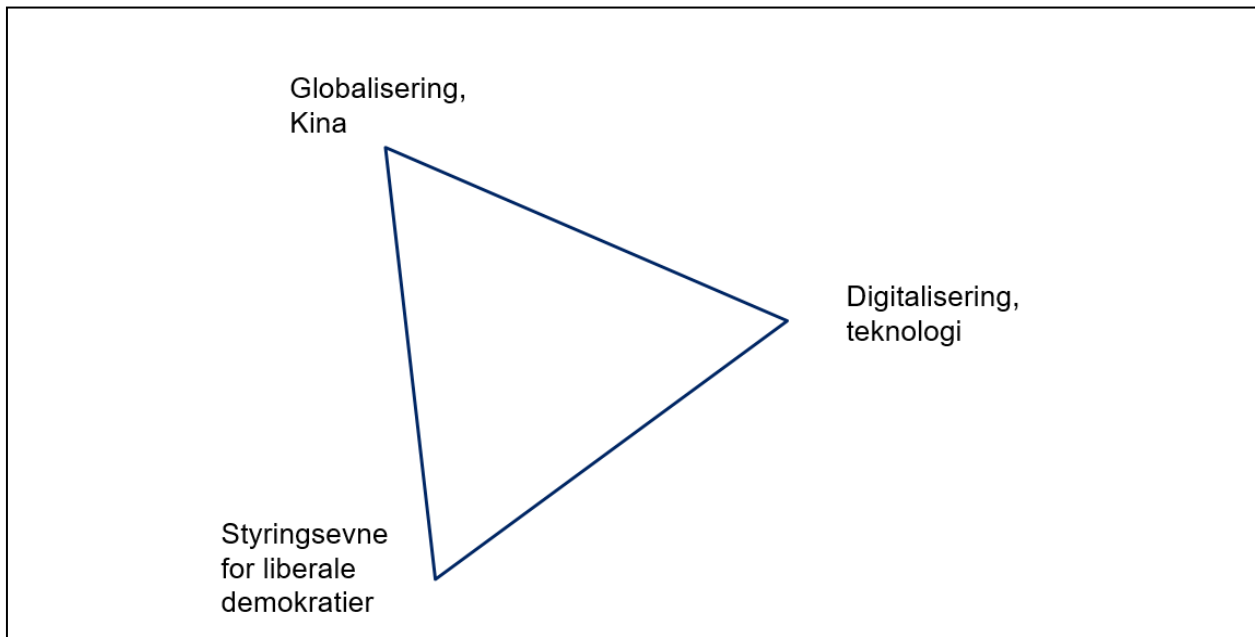 Globalisering,
Kina
Digitalisering,
teknologi
Styringsevne
for liberale
demokratier